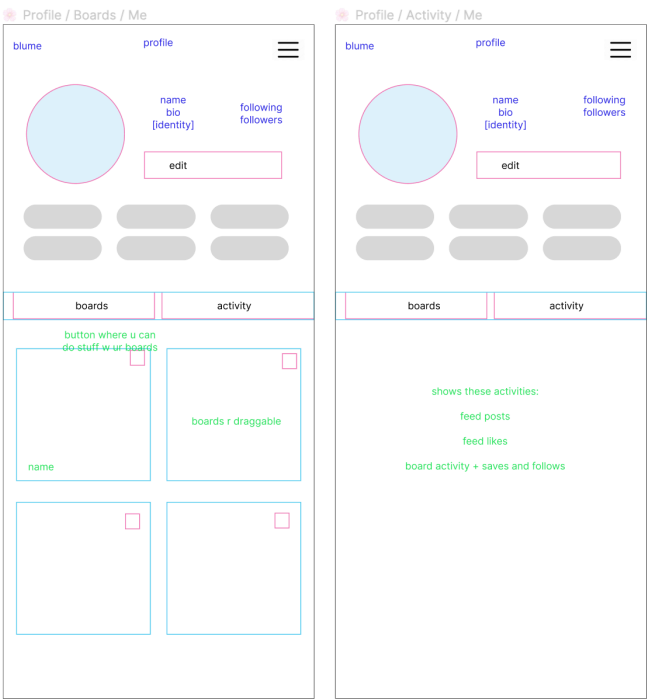 Profile / Boards / Me
blume
profile
name
bio
[identity]
following
followers
edit
boards
activity
button where u can
do stuff w ur boards
boards r draggable
name
Profile / Activity / Me
blume
profile
name
bio
[identity]
following
followers
edit
boards
activity
shows these activities:
feed posts
feed likes
board activity + saves and follows